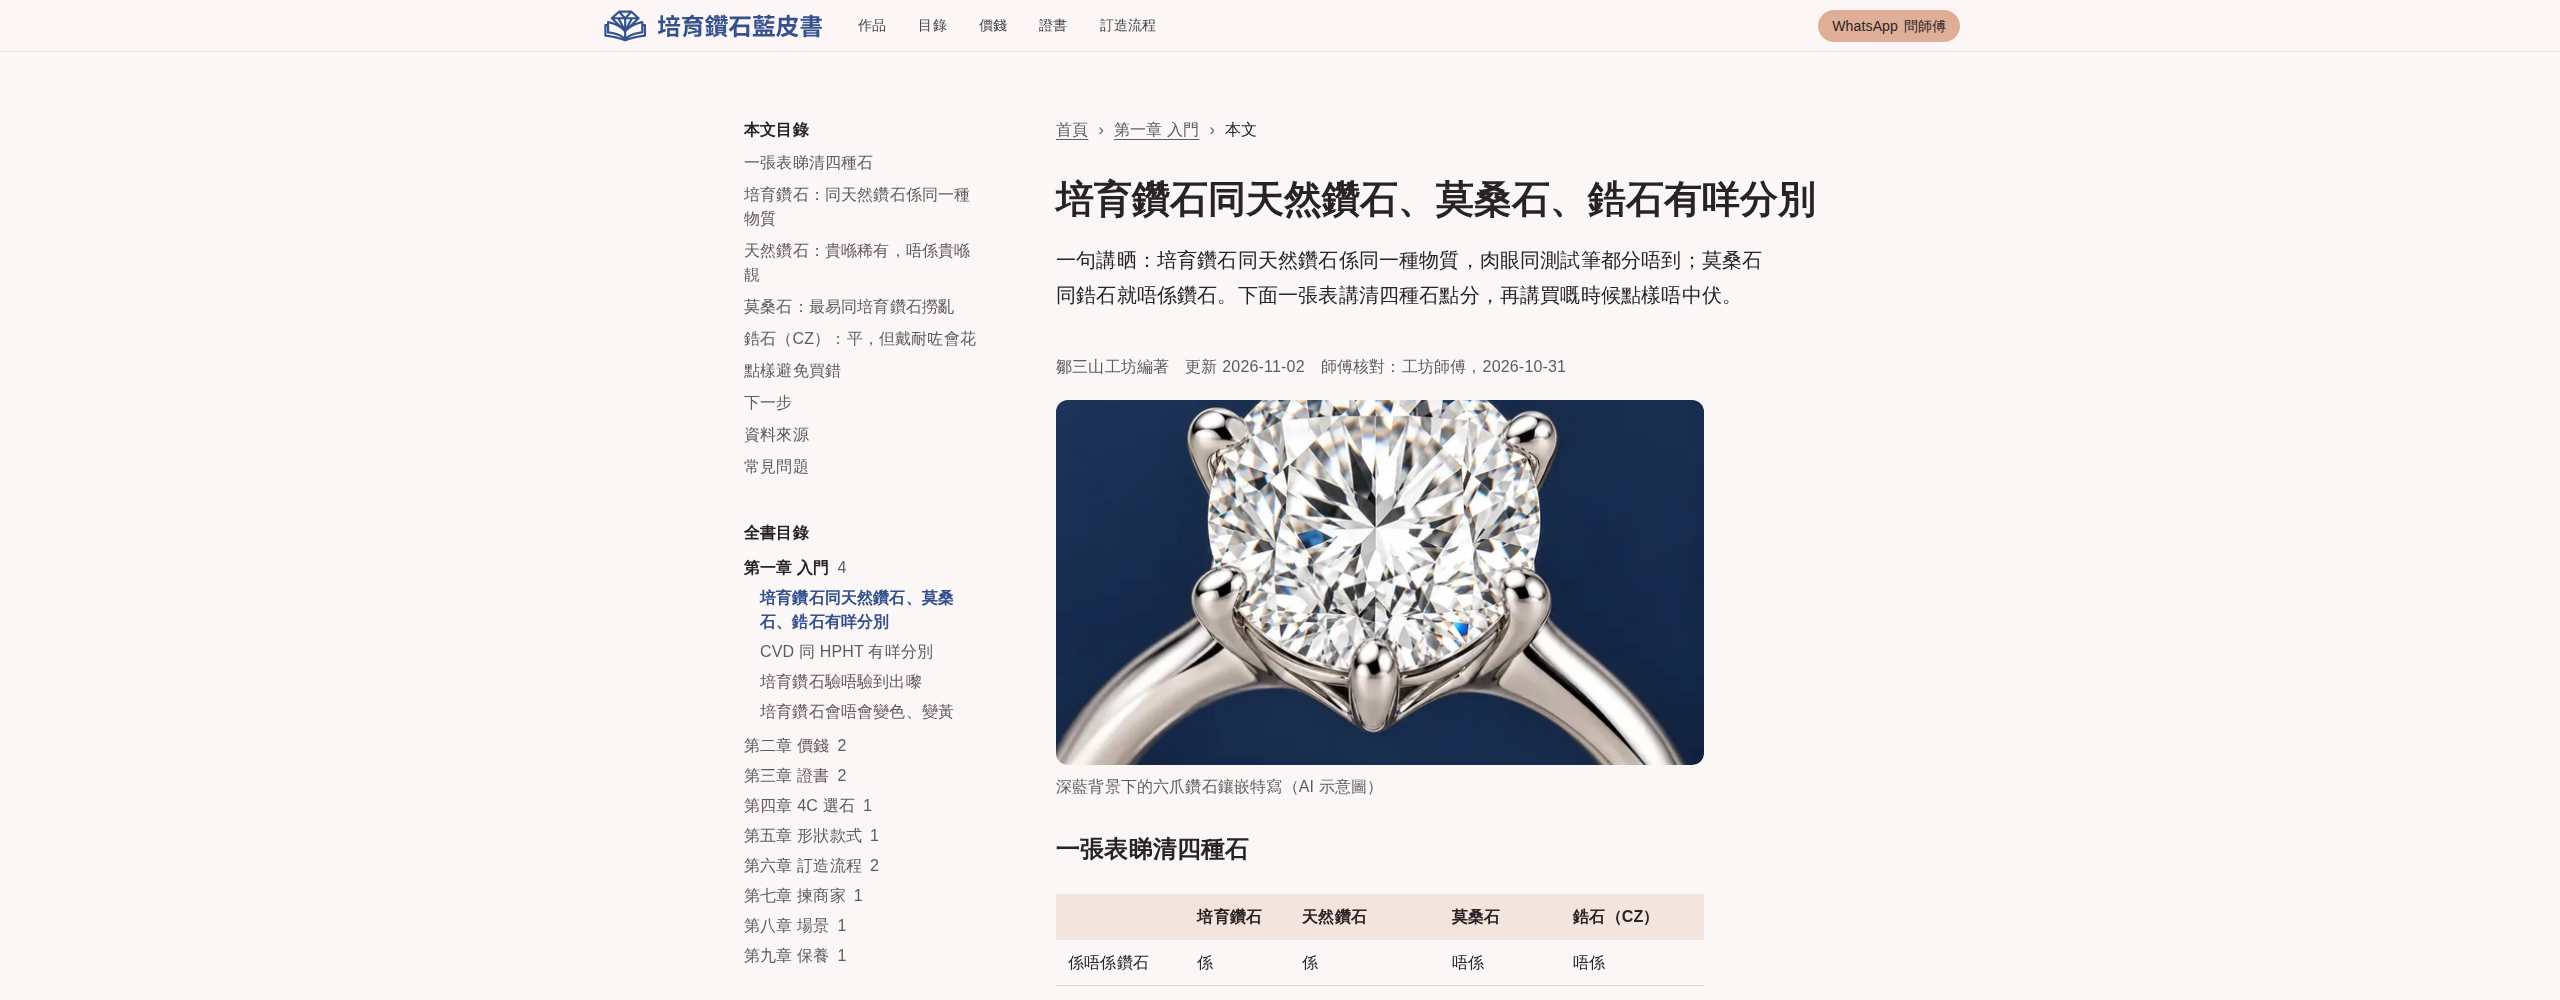 培育鑽石藍皮書
作品
目錄
價錢
證書
訂造流程
WhatsApp 問師傅
本文目錄
一張表睇清四種石
培育鑽石：同天然鑽石係同一種
物質
天然鑽石：貴喺稀有，唔係貴喺
靚
莫桑石：最易同培育鑽石撈亂
鋯石（CZ）：平，但戴耐咗會花
點樣避免買錯
下一步
資料來源
常見問題
全書目錄
第一章 入門 4
培育鑽石同天然鑽石、莫桑
石、鋯石有咩分別
CVD 同 HPHT 有咩分別
培育鑽石驗唔驗到出嚟
培育鑽石會唔會變色、變黃
第二章 價錢 2
第三章 證書 2
第四章 4C 選石 1
第五章 形狀款式 1
第六章 訂造流程 2
第七章 揀商家 1
第八章 場景 1
第九章 保養 1
首頁 › 第一章 入門 › 本文
培育鑽石同天然鑽石、莫桑石、鋯石有咩分別
一句講晒：培育鑽石同天然鑽石係同一種物質，肉眼同測試筆都分唔到；莫桑石
同鋯石就唔係鑽石。下面一張表講清四種石點分，再講買嘅時候點樣唔中伏。
鄒三山工坊編著 更新 2026-11-02 師傅核對：工坊師傅，2026-10-31
深藍背景下的六爪鑽石鑲嵌特寫（AI 示意圖）
一張表睇清四種石
培育鑽石 天然鑽石 莫桑石 鋯石（CZ）
係唔係鑽石 係 係 唔係 唔係